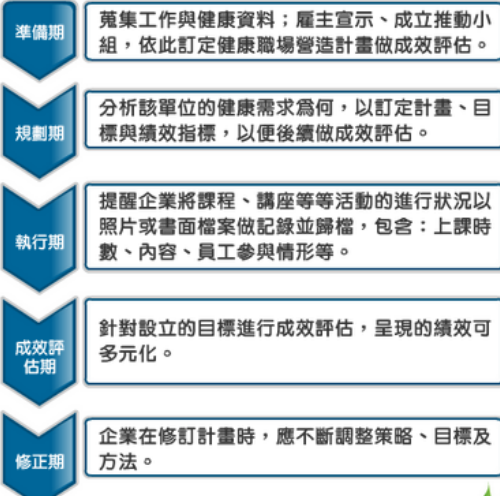 準備期
蒐集工作與健康資料；雇主宣示、成立推動小
組，依此訂定健康職場營造計畫做成效評估。
規劃期
分析該單位的健康需求為何，以訂定計畫、目
標與績效指標，以便後續做成效評估。
執行期
提醒企業將課程、講座等等活動的進行狀況以
照片或書面檔案做記錄並歸檔，包含：上課時
數、內容、員工參與情形等。
成效評
估期
針對設立的目標進行成效評估，呈現的績效可
多元化。
修正期
企業在修訂計畫時，應不斷調整策略、目標及
方法。